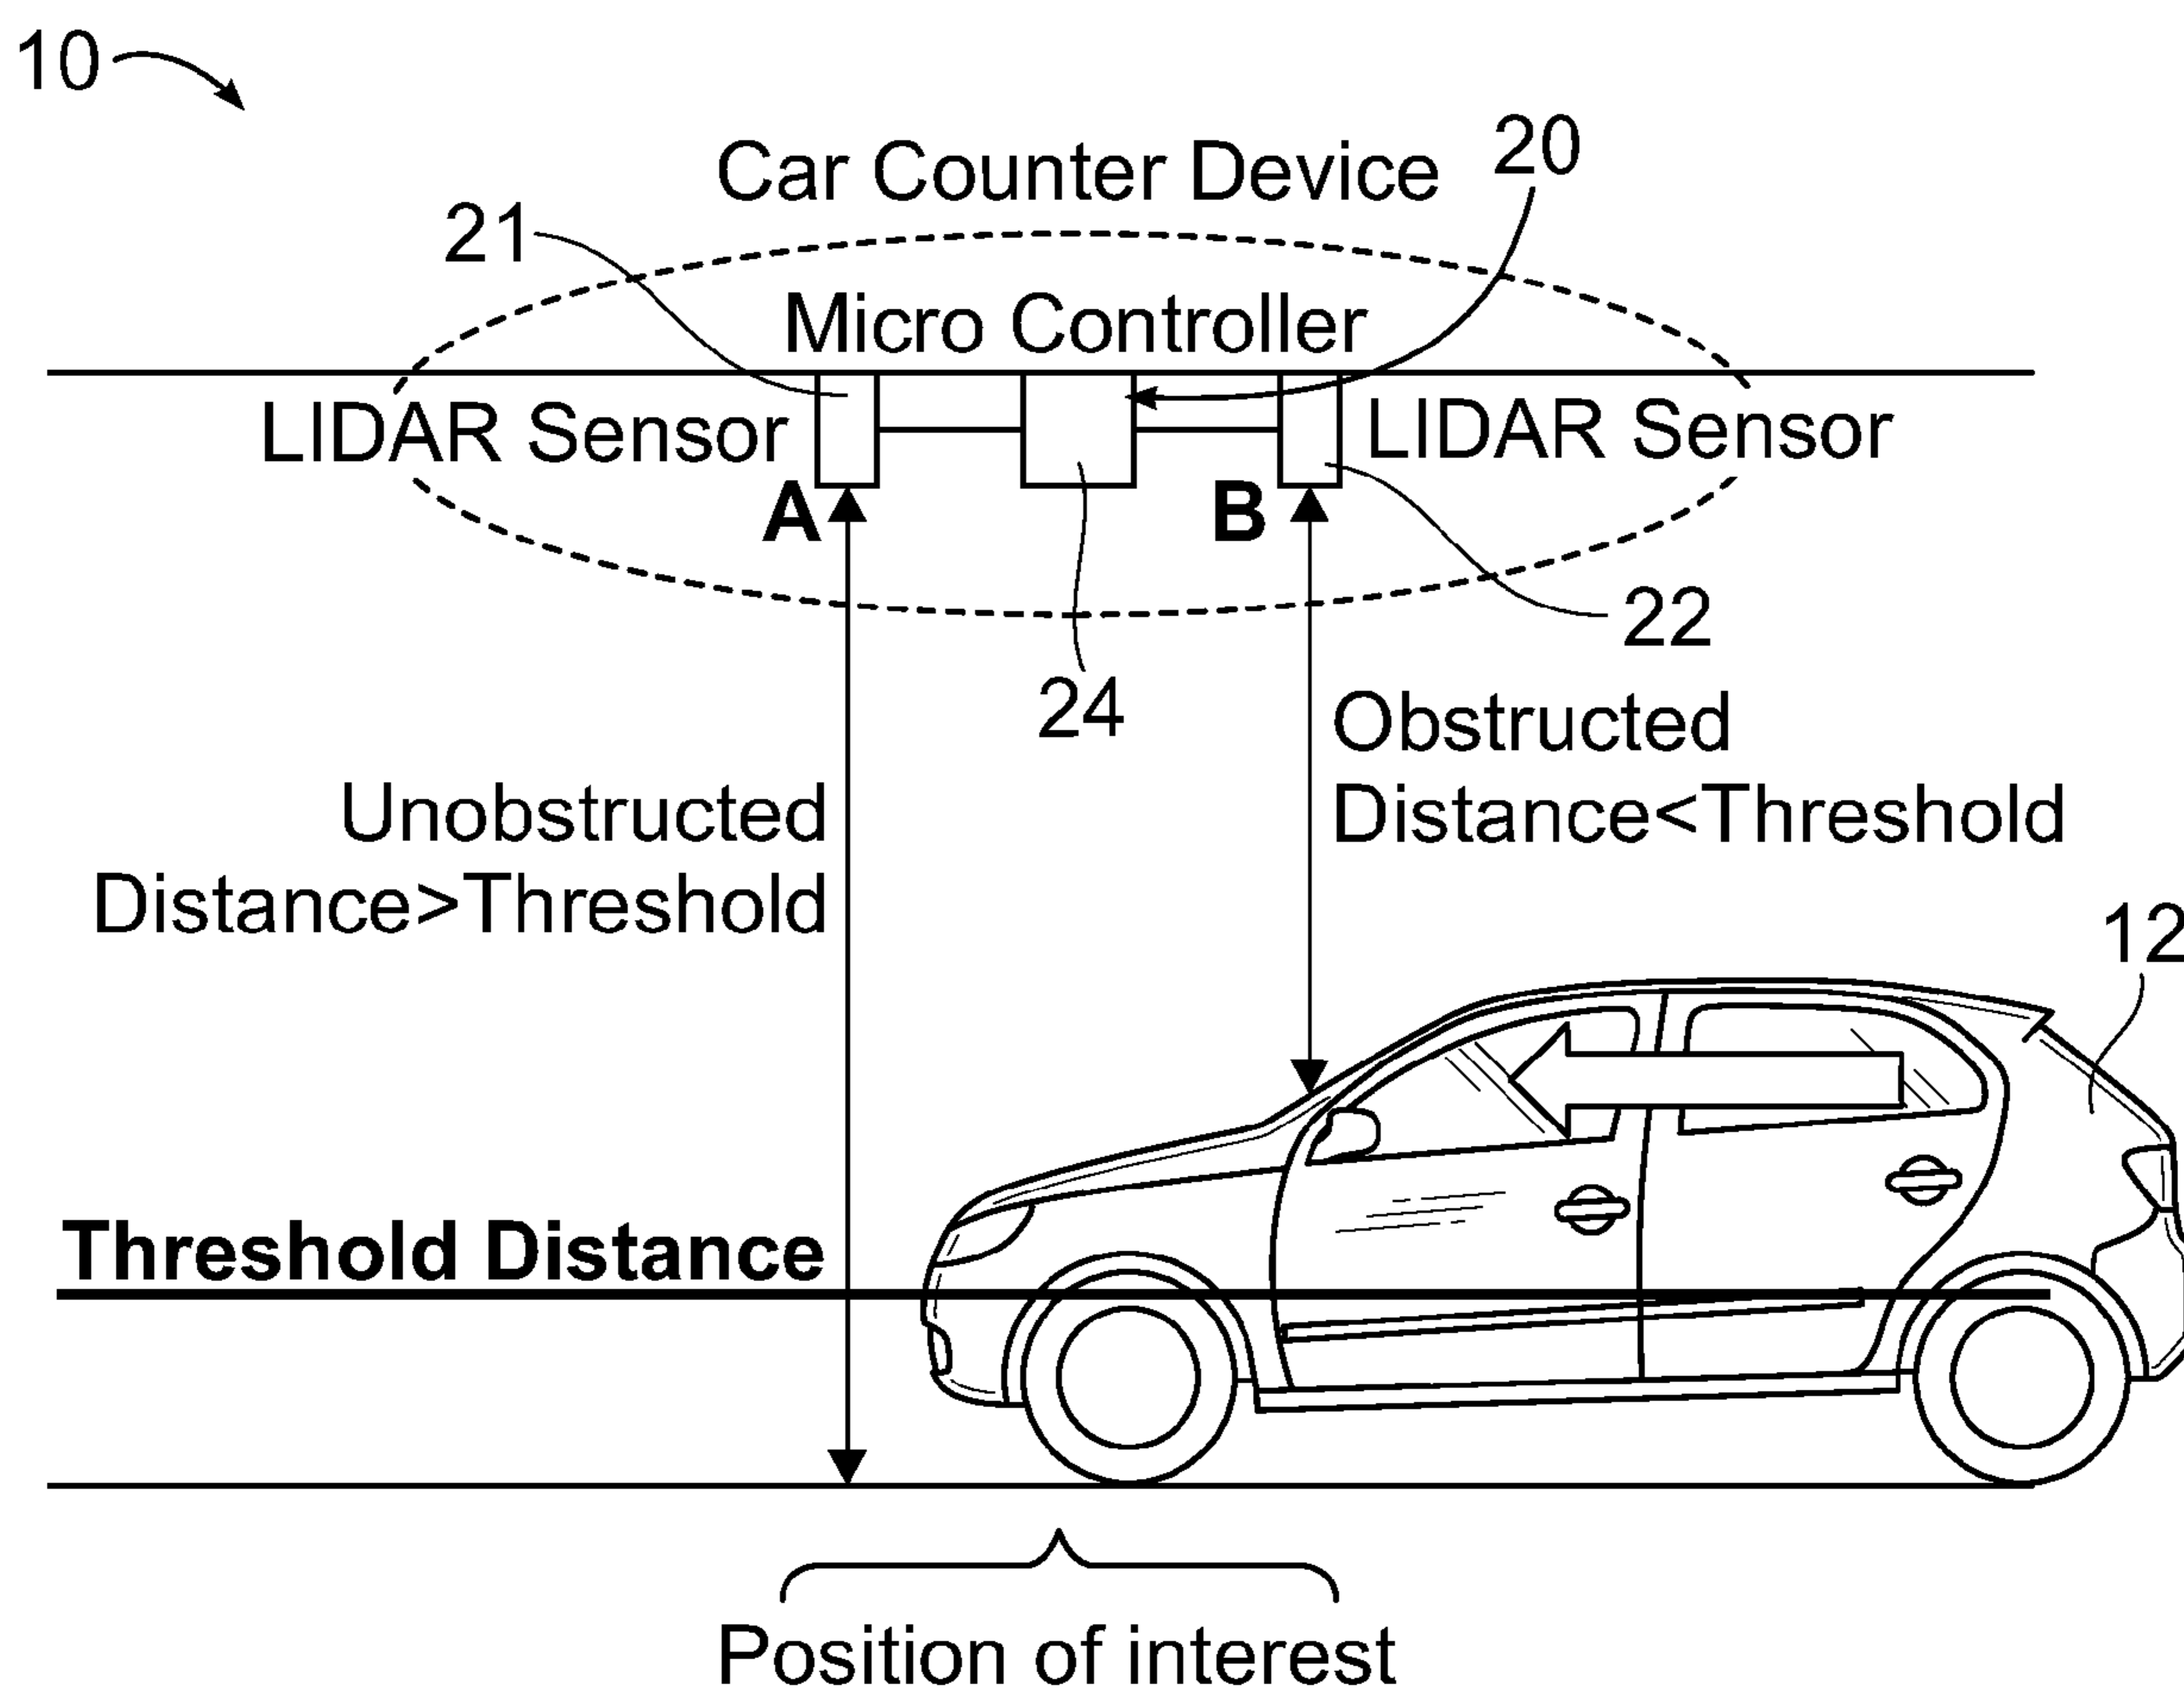 10
Car Counter Device
20
21
Micro Controller
LIDAR Sensor
LIDAR Sensor
A
B
22
24
Obstructed
Distance<Threshold
Unobstructed
Distance>Threshold
12
Threshold Distance
Position of interest